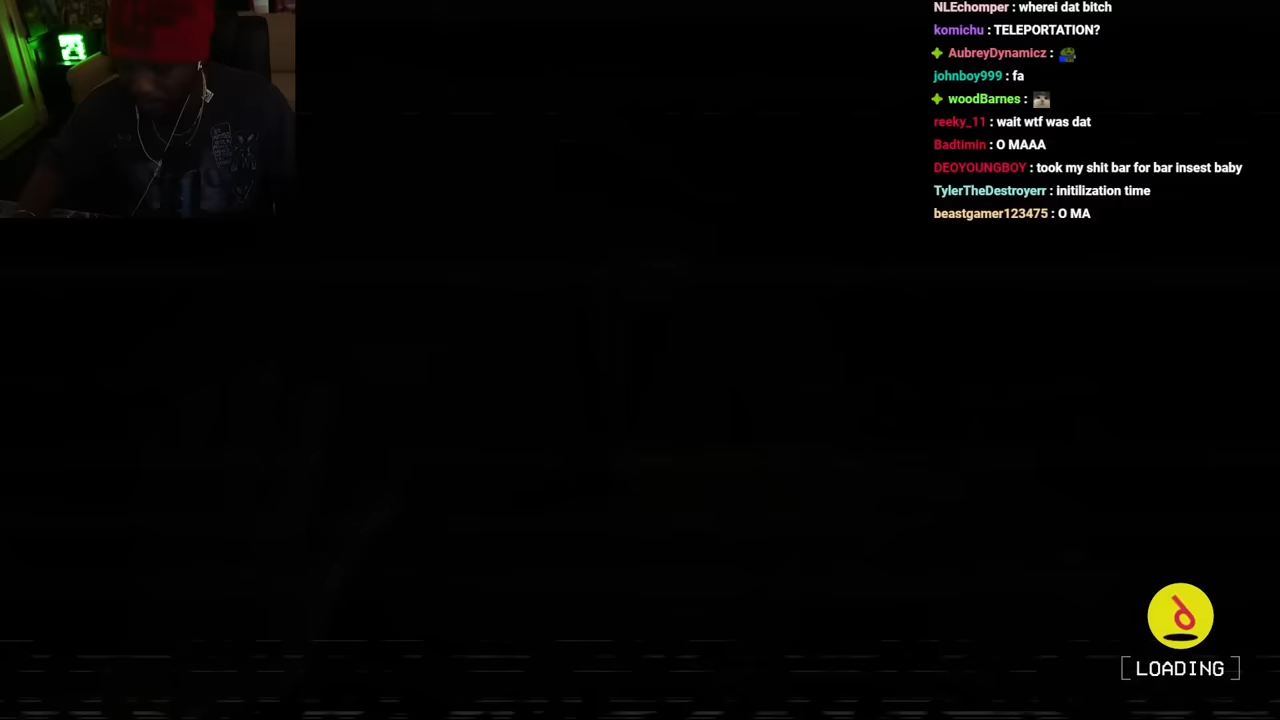 NLEchomper : wherei dat bitch
komichu : TELEPORTATION?
AubreyDynamicz :
johnboy999 : fa
woodBarnes :
reeky_11 : wait wtf was dat
Badtimin : O MAAA
DEOYOUNGBOY : took my shit bar for bar insest baby
TylerTheDestroyerr : initilization time
beastgamer123475 : O MA
[LOADING]